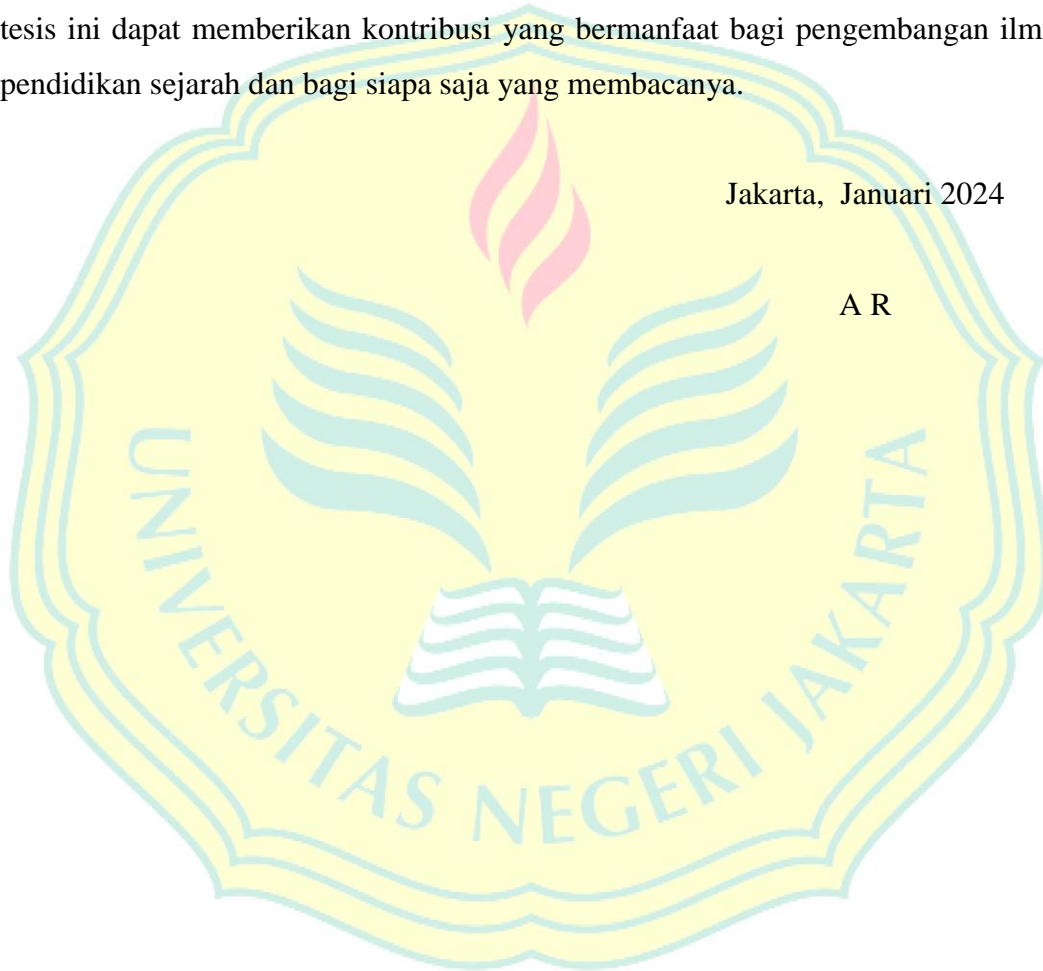 tesis ini dapat memberikan kontribusi yang bermanfaat bagi pengembangan ilm
pendidikan sejarah dan bagi siapa saja yang membacanya.
Jakarta, Januari 2024
A R
UNIVERSITAS NEGERI JAKARTA